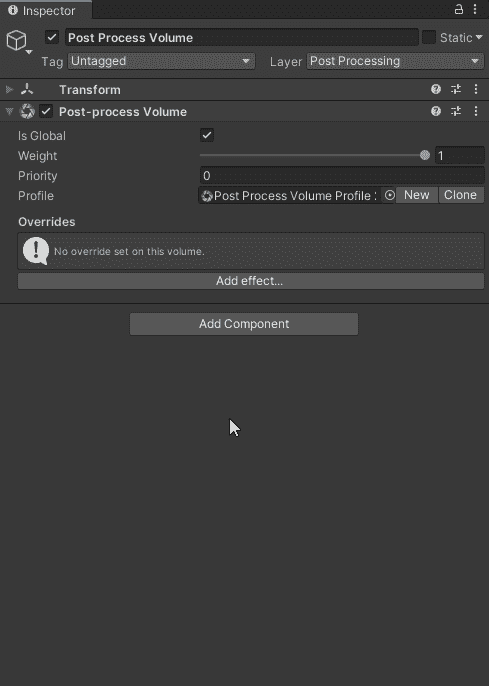 Inspector
Post Process Volume
Static
Tag Untagged Layer Post Processing
Transform
Post-process Volume
Is Global
Weight 1
Priority 0
Profile Post Process Volume Profile New Clone
Overrides
No override set on this volume.
Add effect...
Add Component